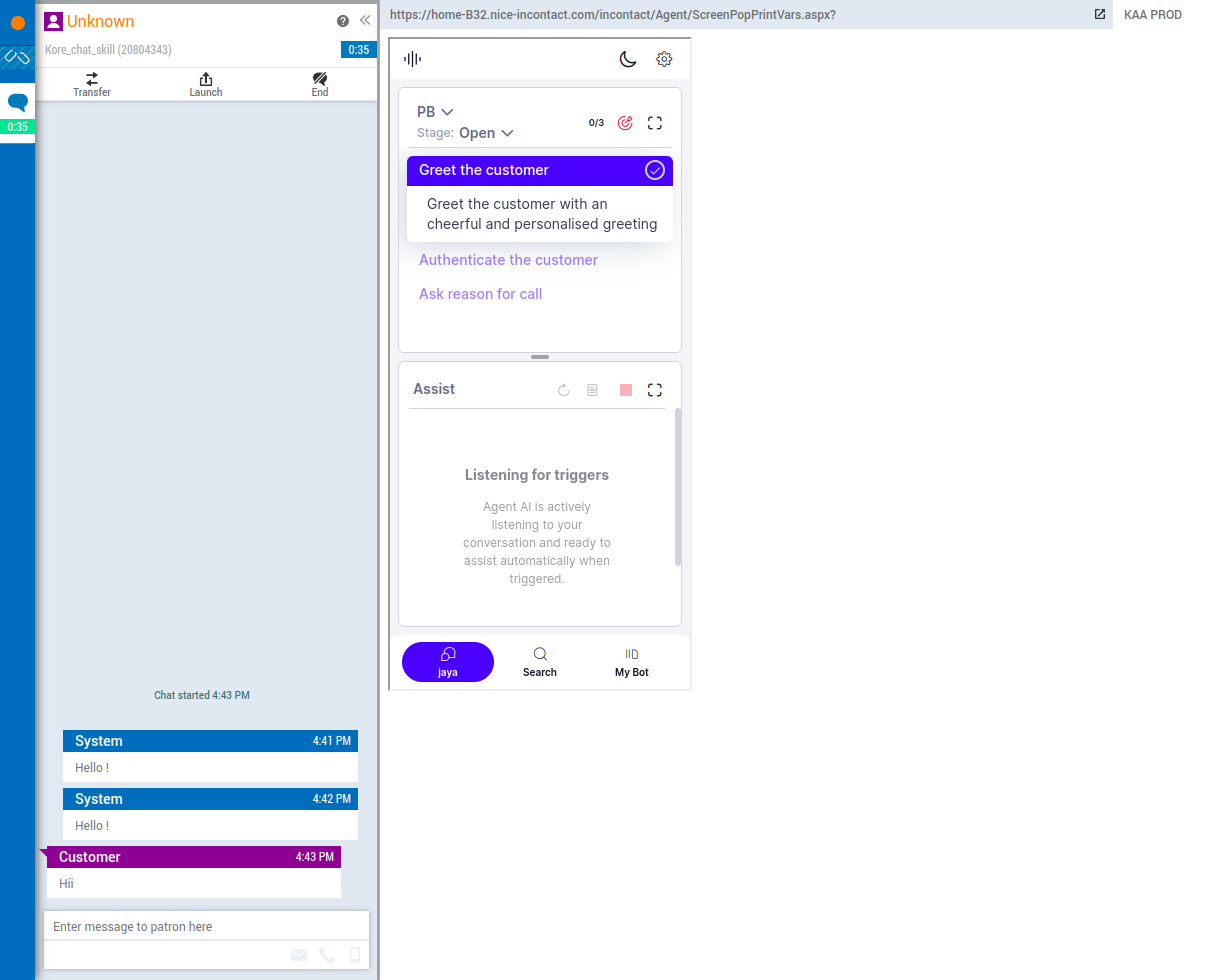 Unknown
Kore_chat_skill (20804343)
0:35
Transfer
Launch
End
0:35
Chat started 4:43 PM
System
4:41 PM
Hello !
System
4:42 PM
Hello !
Customer
4:43 PM
Hii
Enter message to patron here
https://home-B32.nice-incontact.com/incontact/Agent/ScreenPopPrintVars.aspx?
KAA PROD
PB
Stage: Open
0/3
Greet the customer
Greet the customer with an
cheerful and personalised greeting
Authenticate the customer
Ask reason for call
Assist
Listening for triggers
Agent AI is actively
listening to your
conversation and ready to
assist automatically when
triggered.
jaya
Search
My Bot